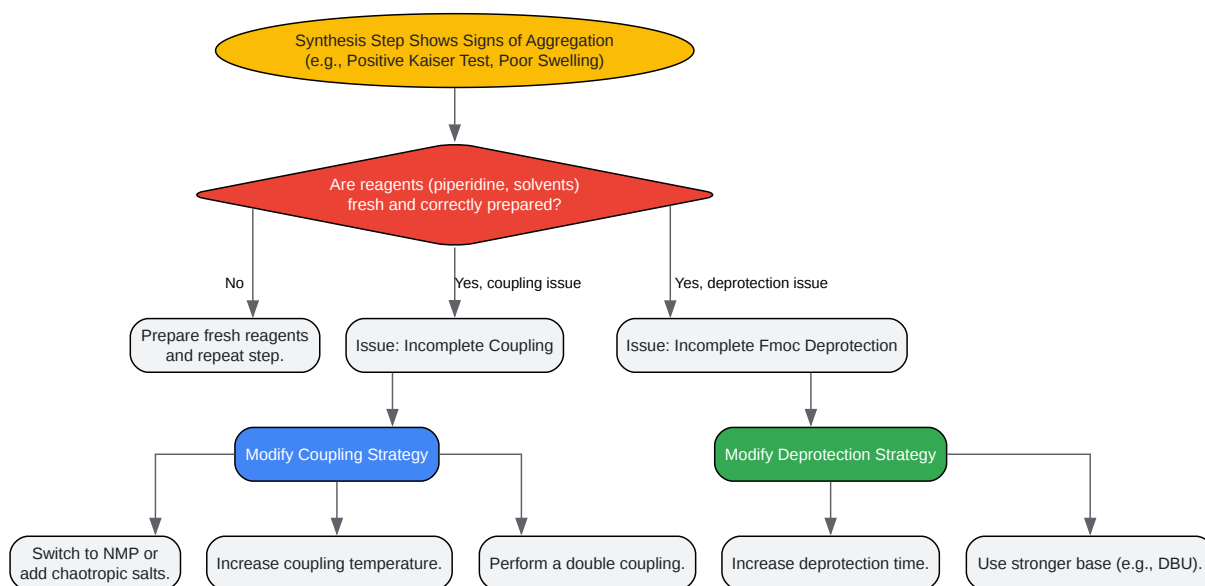 Synthesis Step Shows Signs of Aggregation
(e.g., Positive Kaiser Test, Poor Swelling)
Are reagents (piperidine, solvents)
fresh and correctly prepared?
No
Yes, coupling issue
Yes, deprotection issue
Prepare fresh reagents
and repeat step.
Issue: Incomplete Coupling
Issue: Incomplete Fmoc Deprotection
Modify Coupling Strategy
Modify Deprotection Strategy
Switch to NMP or
add chaotropic salts.
Increase coupling temperature.
Perform a double coupling.
Increase deprotection time.
Use stronger base (e.g., DBU).